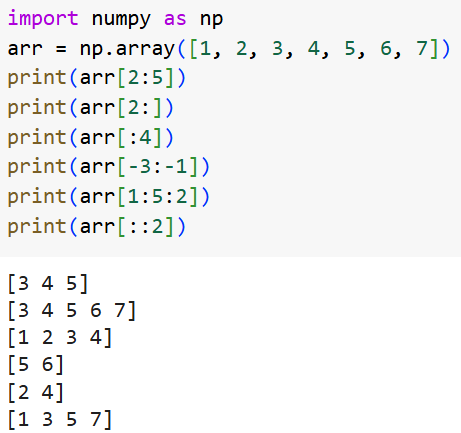 import numpy as np
arr = np.array([1, 2, 3, 4, 5, 6, 7])
print(arr[2:5])
print(arr[2:])
print(arr[:4])
print(arr[-3:-1])
print(arr[1:5:2])
print(arr[::2])
[3 4 5]
[3 4 5 6 7]
[1 2 3 4]
[5 6]
[2 4]
[1 3 5 7]